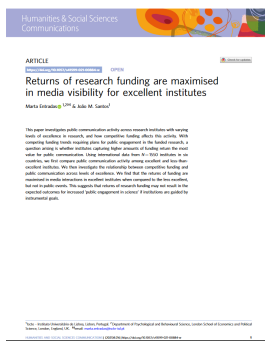 Humanities & Social Sciences
Communications
ARTICLE
OPEN
Returns of research funding are maximised
in media visibility for excellent institutes
Marta Entradas & João M. Santos
This paper investigates public communication activity across research institutes with varying
levels of excellence in research, and how competitive funding affects this activity. With
competing funding trends requiring plans for public engagement in the funded research, a
question arising is whether institutes capturing higher amounts of funding return the most
value for public communication. Using international data from N = 1550 institutes in six
countries, we first compare public communication activity among excellent and less-than-
excellent institutes. We then investigate the relationship between competitive funding and
public communication across levels of excellence. We find that the returns of funding are
maximised in media interactions in excellent institutes when compared to the less excellent,
but not in public events. This suggests that returns of research funding may not result in the
expected outcomes for increased 'public engagement in science' if institutions are guided by
instrumental goals.